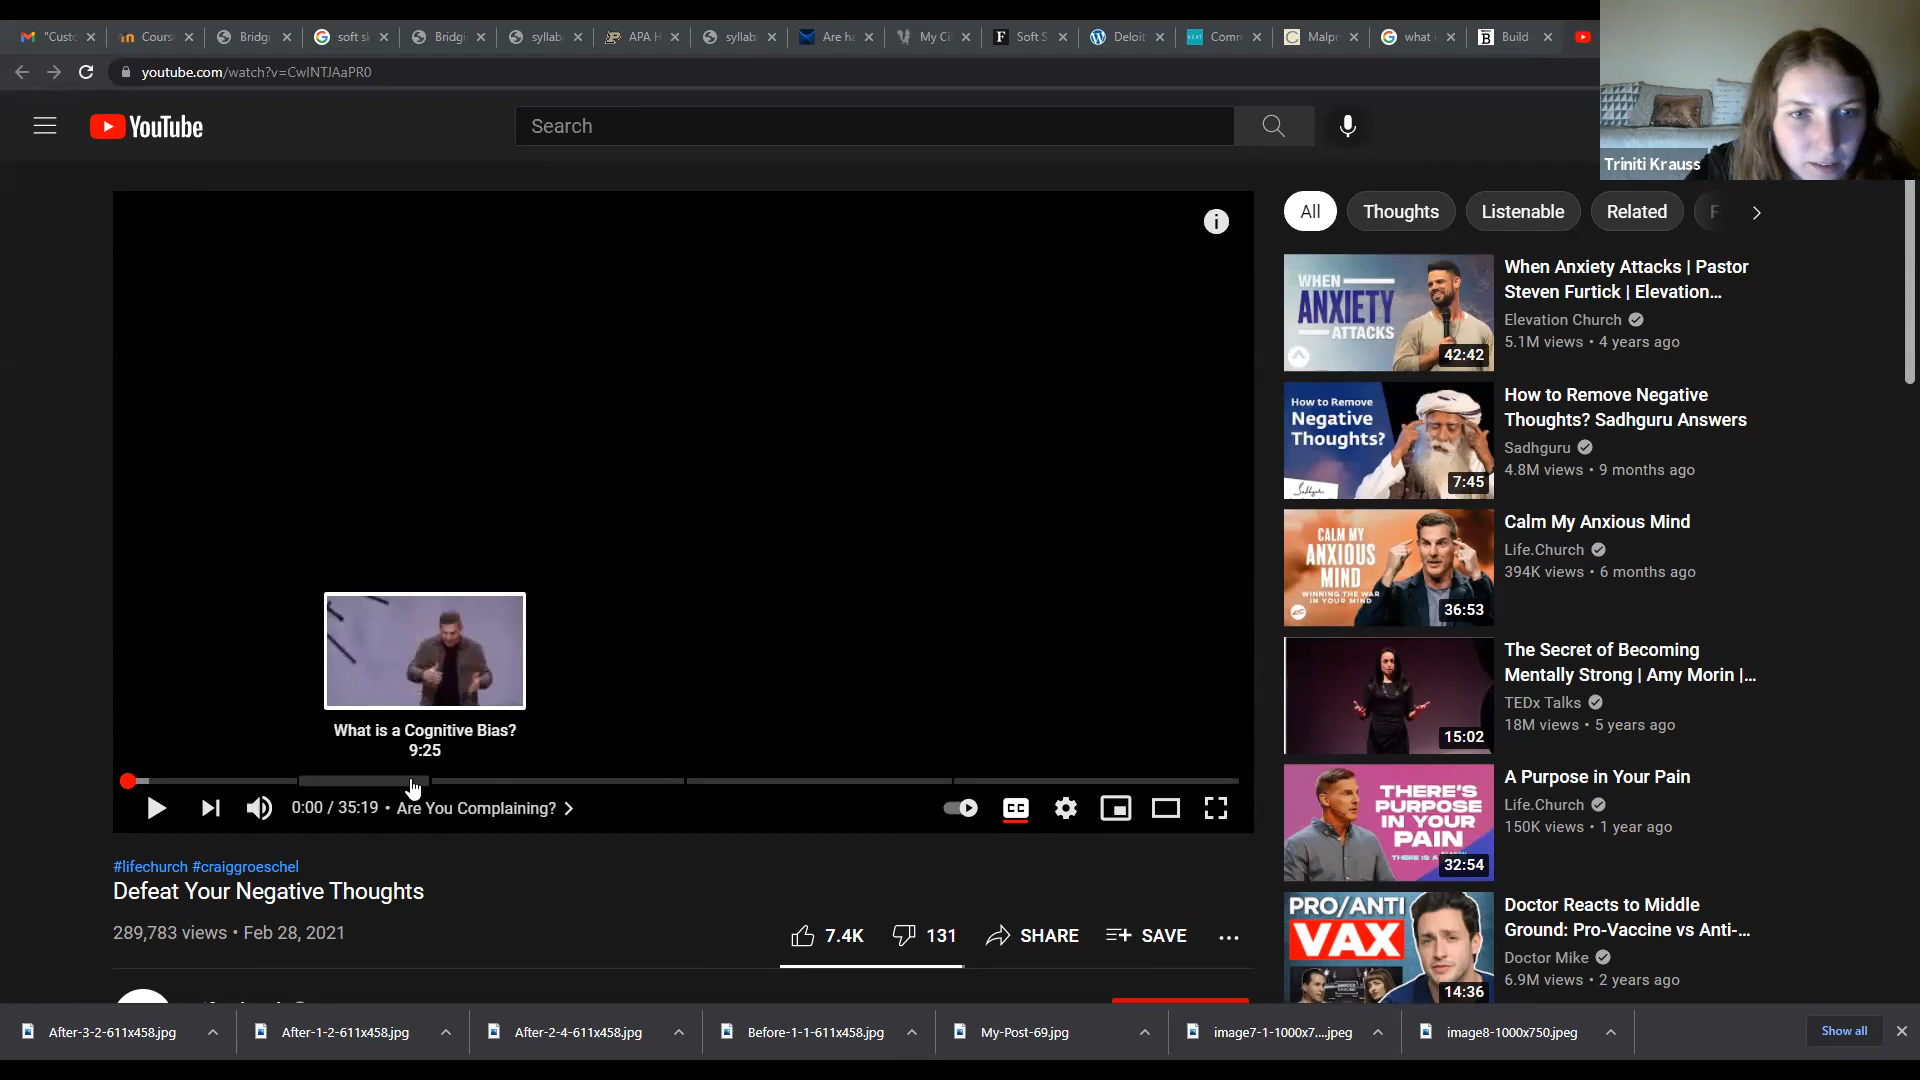 "Custo
Cours
Bridgi
soft sk
Bridgi
syllab
APA H
syllab
Are ha
My Ci
Soft S
Deloit
Comm
Malpr
what i
Build
youtube.com/watch?v=CwINTJAaPR0
Triniti Krauss
YouTube
Search
All
Thoughts
Listenable
Related
F
WHEN
ANXIETY
ATTACKS
42:42
When Anxiety Attacks | Pastor
Steven Furtick | Elevation...
Elevation Church
5.1M views • 4 years ago
How to Remove
Negative
Thoughts?
7:45
How to Remove Negative
Thoughts? Sadhguru Answers
Sadhguru
4.8M views • 9 months ago
CALM MY
ANXIOUS
MIND
WINNING THE WAR
IN YOUR MIND
36:53
Calm My Anxious Mind
Life.Church
394K views • 6 months ago
15:02
The Secret of Becoming
Mentally Strong | Amy Morin |...
TEDx Talks
18M views • 5 years ago
THERE'S
PURPOSE
IN YOUR
PAIN
32:54
A Purpose in Your Pain
Life.Church
150K views • 1 year ago
PRO/ANTI
VAX
14:36
Doctor Reacts to Middle
Ground: Pro-Vaccine vs Anti-...
Doctor Mike
6.9M views • 2 years ago
What is a Cognitive Bias?
9:25
0:00 / 35:19 • Are You Complaining?
CC
#lifechurch #craiggroeschel
Defeat Your Negative Thoughts
289,783 views • Feb 28, 2021
7.4K
131
SHARE
SAVE
After-3-2-611x458.jpg
After-1-2-611x458.jpg
After-2-4-611x458.jpg
Before-1-1-611x458.jpg
My-Post-69.jpg
image7-1-1000x7....jpeg
image8-1000x750.jpeg
Show all